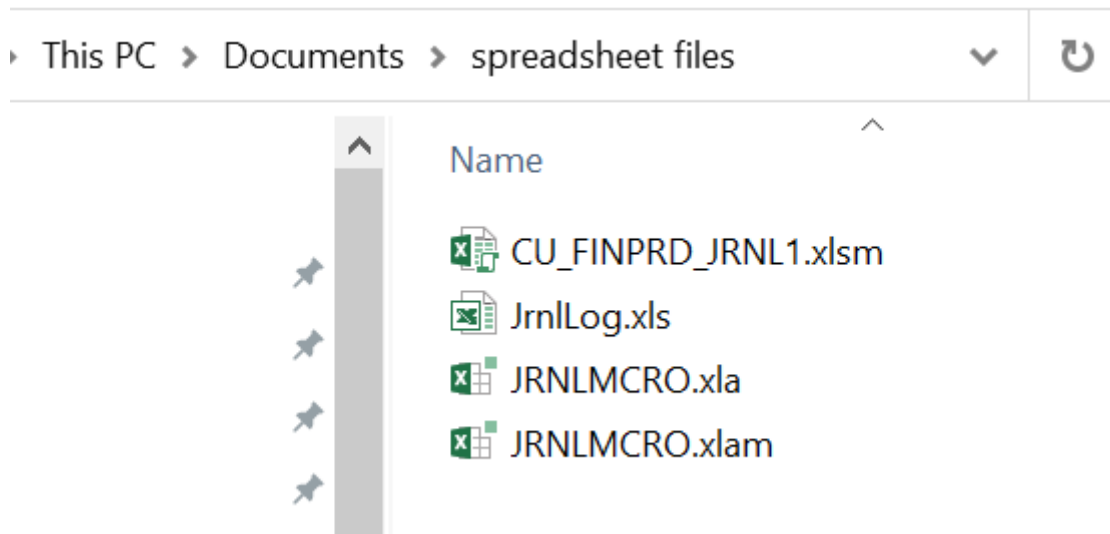 This PC > Documents > spreadsheet files
Name
CU_FINPRD_JRNL1.xlsm
JrnlLog.xls
JRNLMCRO.xla
JRNLMCRO.xlam